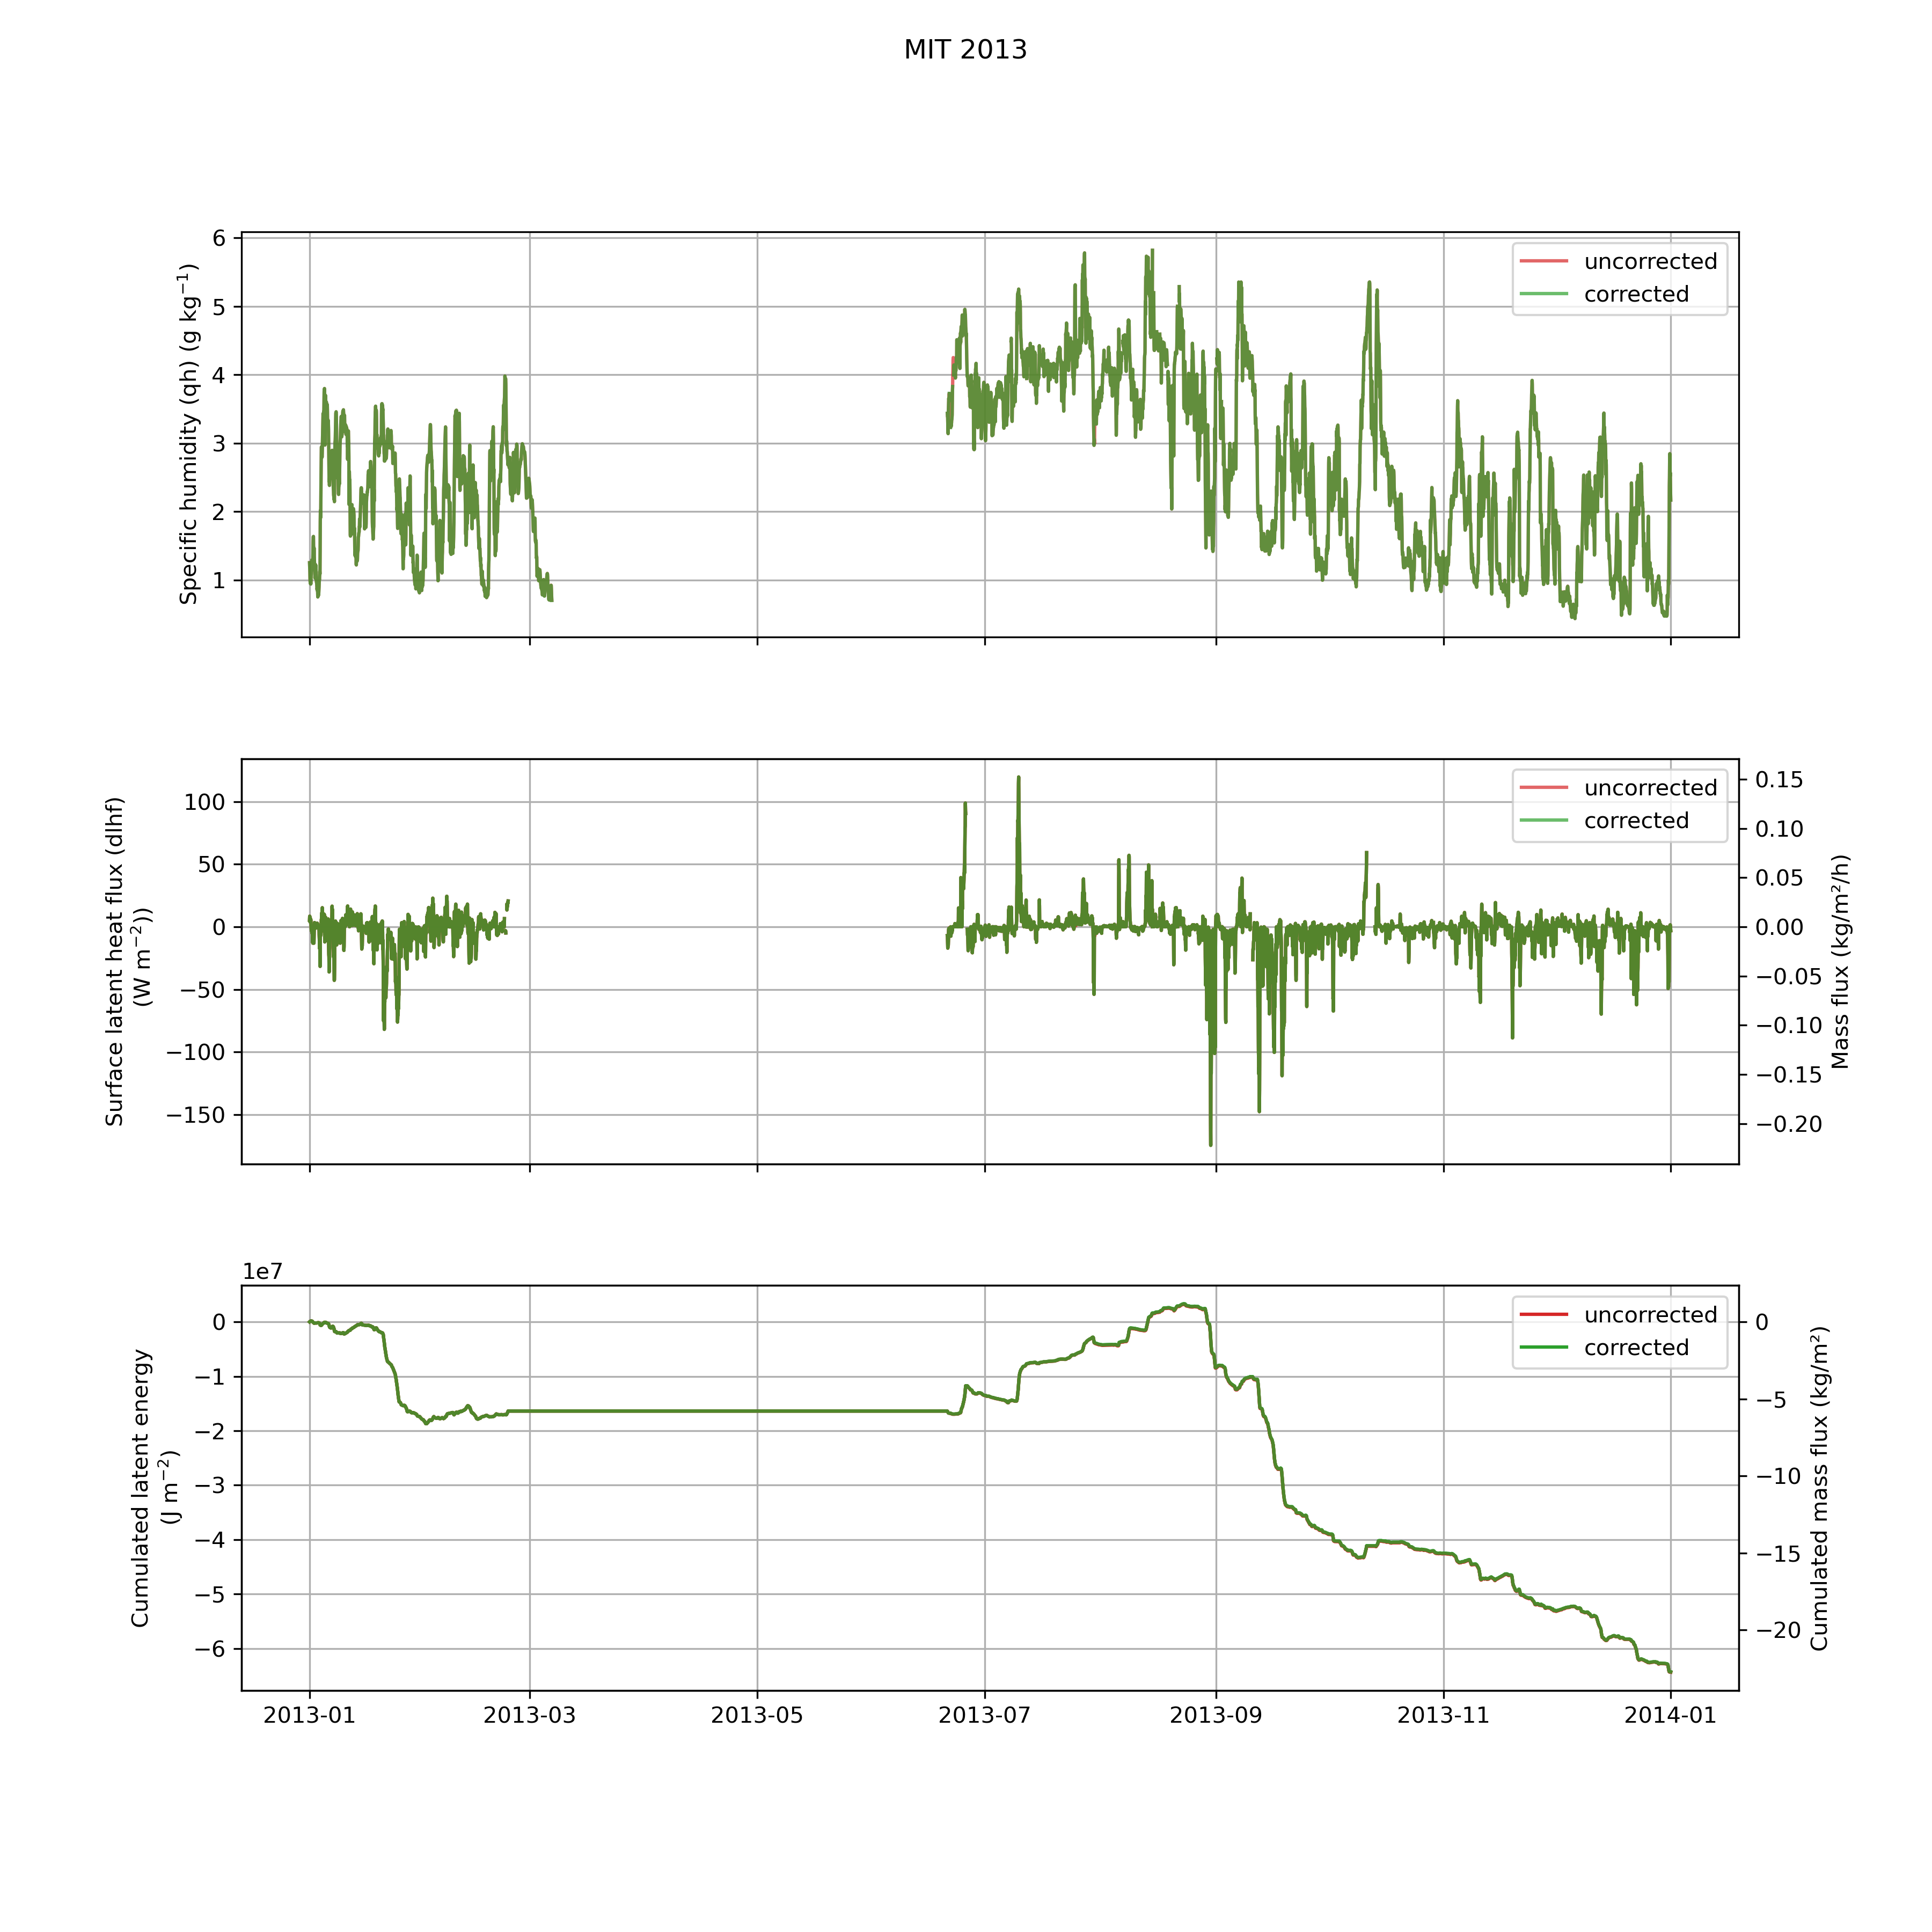 MIT 2013
Specific humidity (qh) (g kg⁻¹)
6
5
4
3
2
1
uncorrected
corrected
Surface latent heat flux (dlhf)
(W m⁻²))
100
50
0
−50
−100
−150
uncorrected
corrected
0.15
0.10
0.05
0.00
−0.05
−0.10
−0.15
−0.20
Mass flux (kg/m²/h)
1e7
Cumulated latent energy
(J m⁻²)
0
−1
−2
−3
−4
−5
−6
uncorrected
corrected
0
−5
−10
−15
−20
Cumulated mass flux (kg/m²)
2013-01
2013-03
2013-05
2013-07
2013-09
2013-11
2014-01